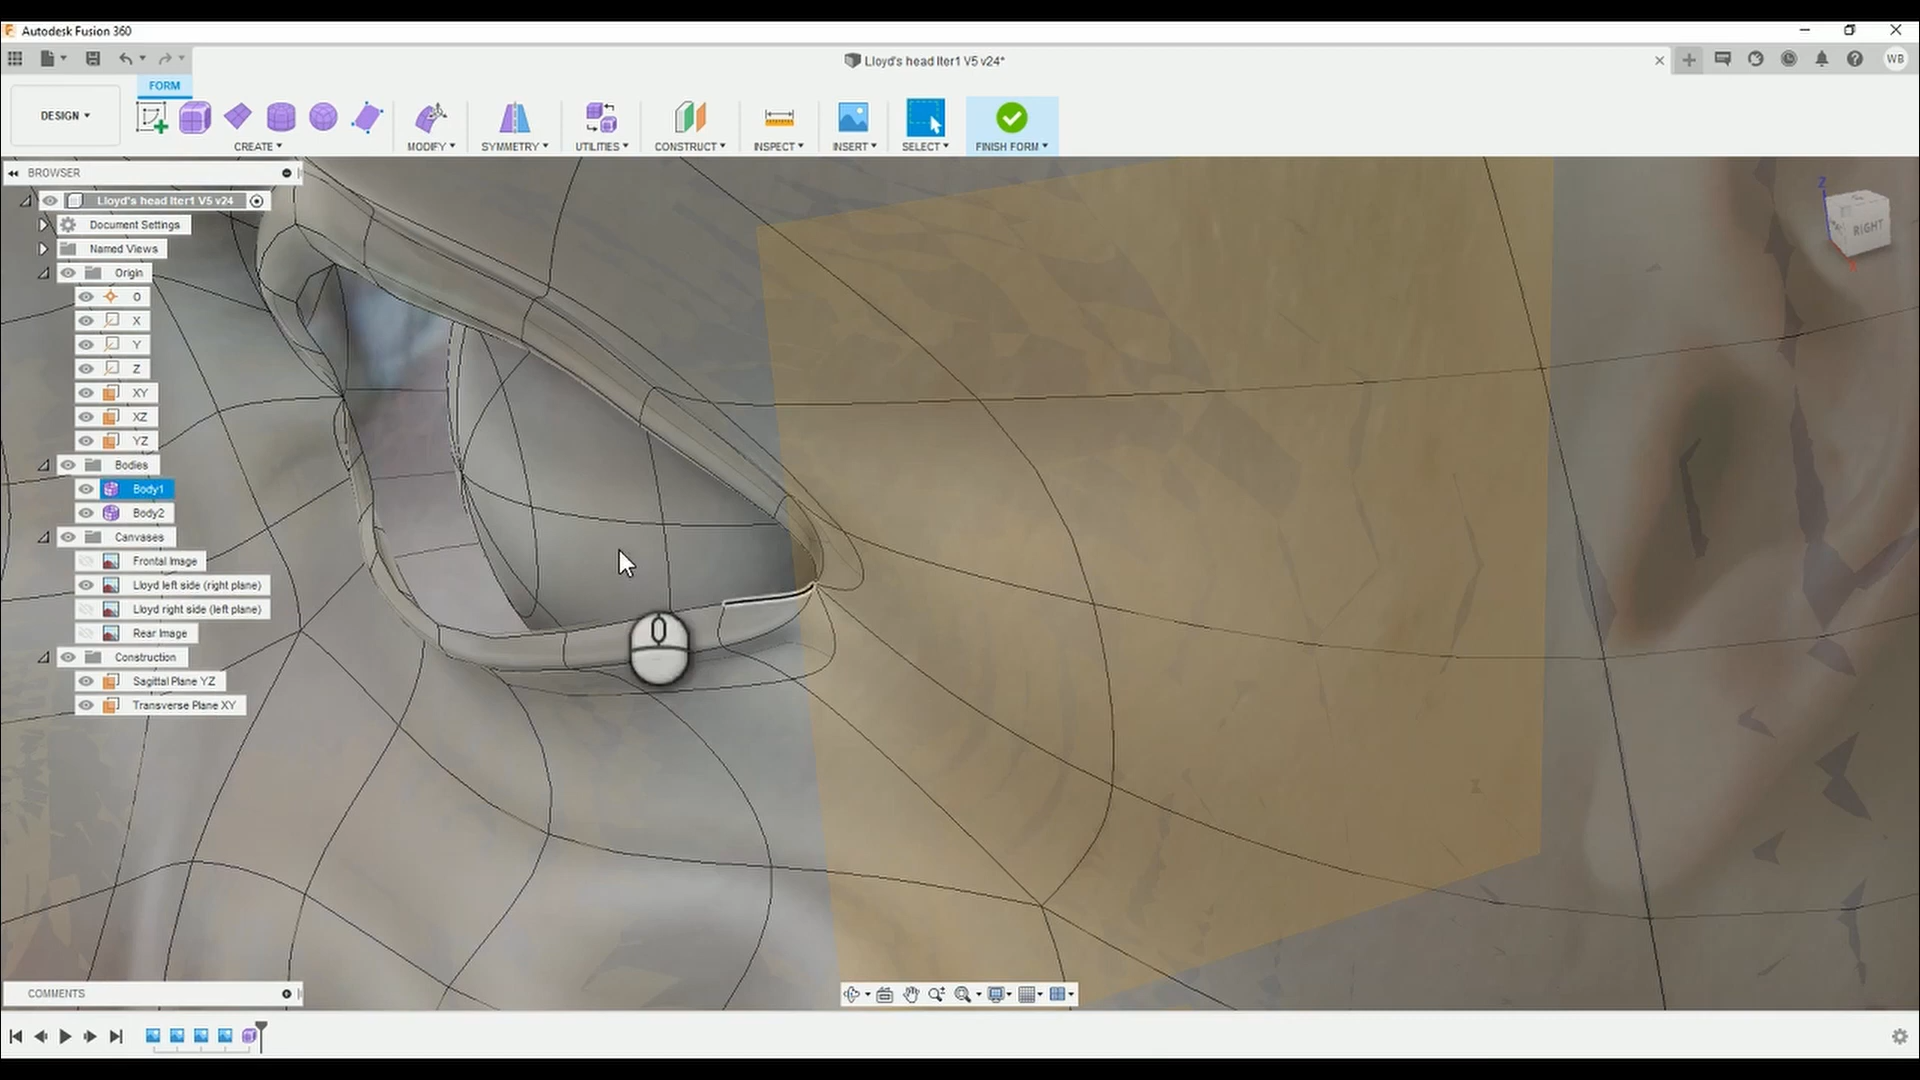 Autodesk Fusion 360
Lloyd's head Iter1 V5 v24*
WB
FORM
DESIGN
CREATE
MODIFY
SYMMETRY
UTILITIES
CONSTRUCT
INSPECT
INSERT
SELECT
FINISH FORM
BROWSER
Lloyd's head Iter1 V5 v24
Document Settings
Named Views
Origin
O
X
Y
Z
XY
XZ
YZ
Bodies
Body1
Body2
Canvases
Frontal Image
Lloyd left side (right plane)
Lloyd right side (left plane)
Rear Image
Construction
Sagittal Plane YZ
Transverse Plane XY
Z
RIGHT
X
COMMENTS